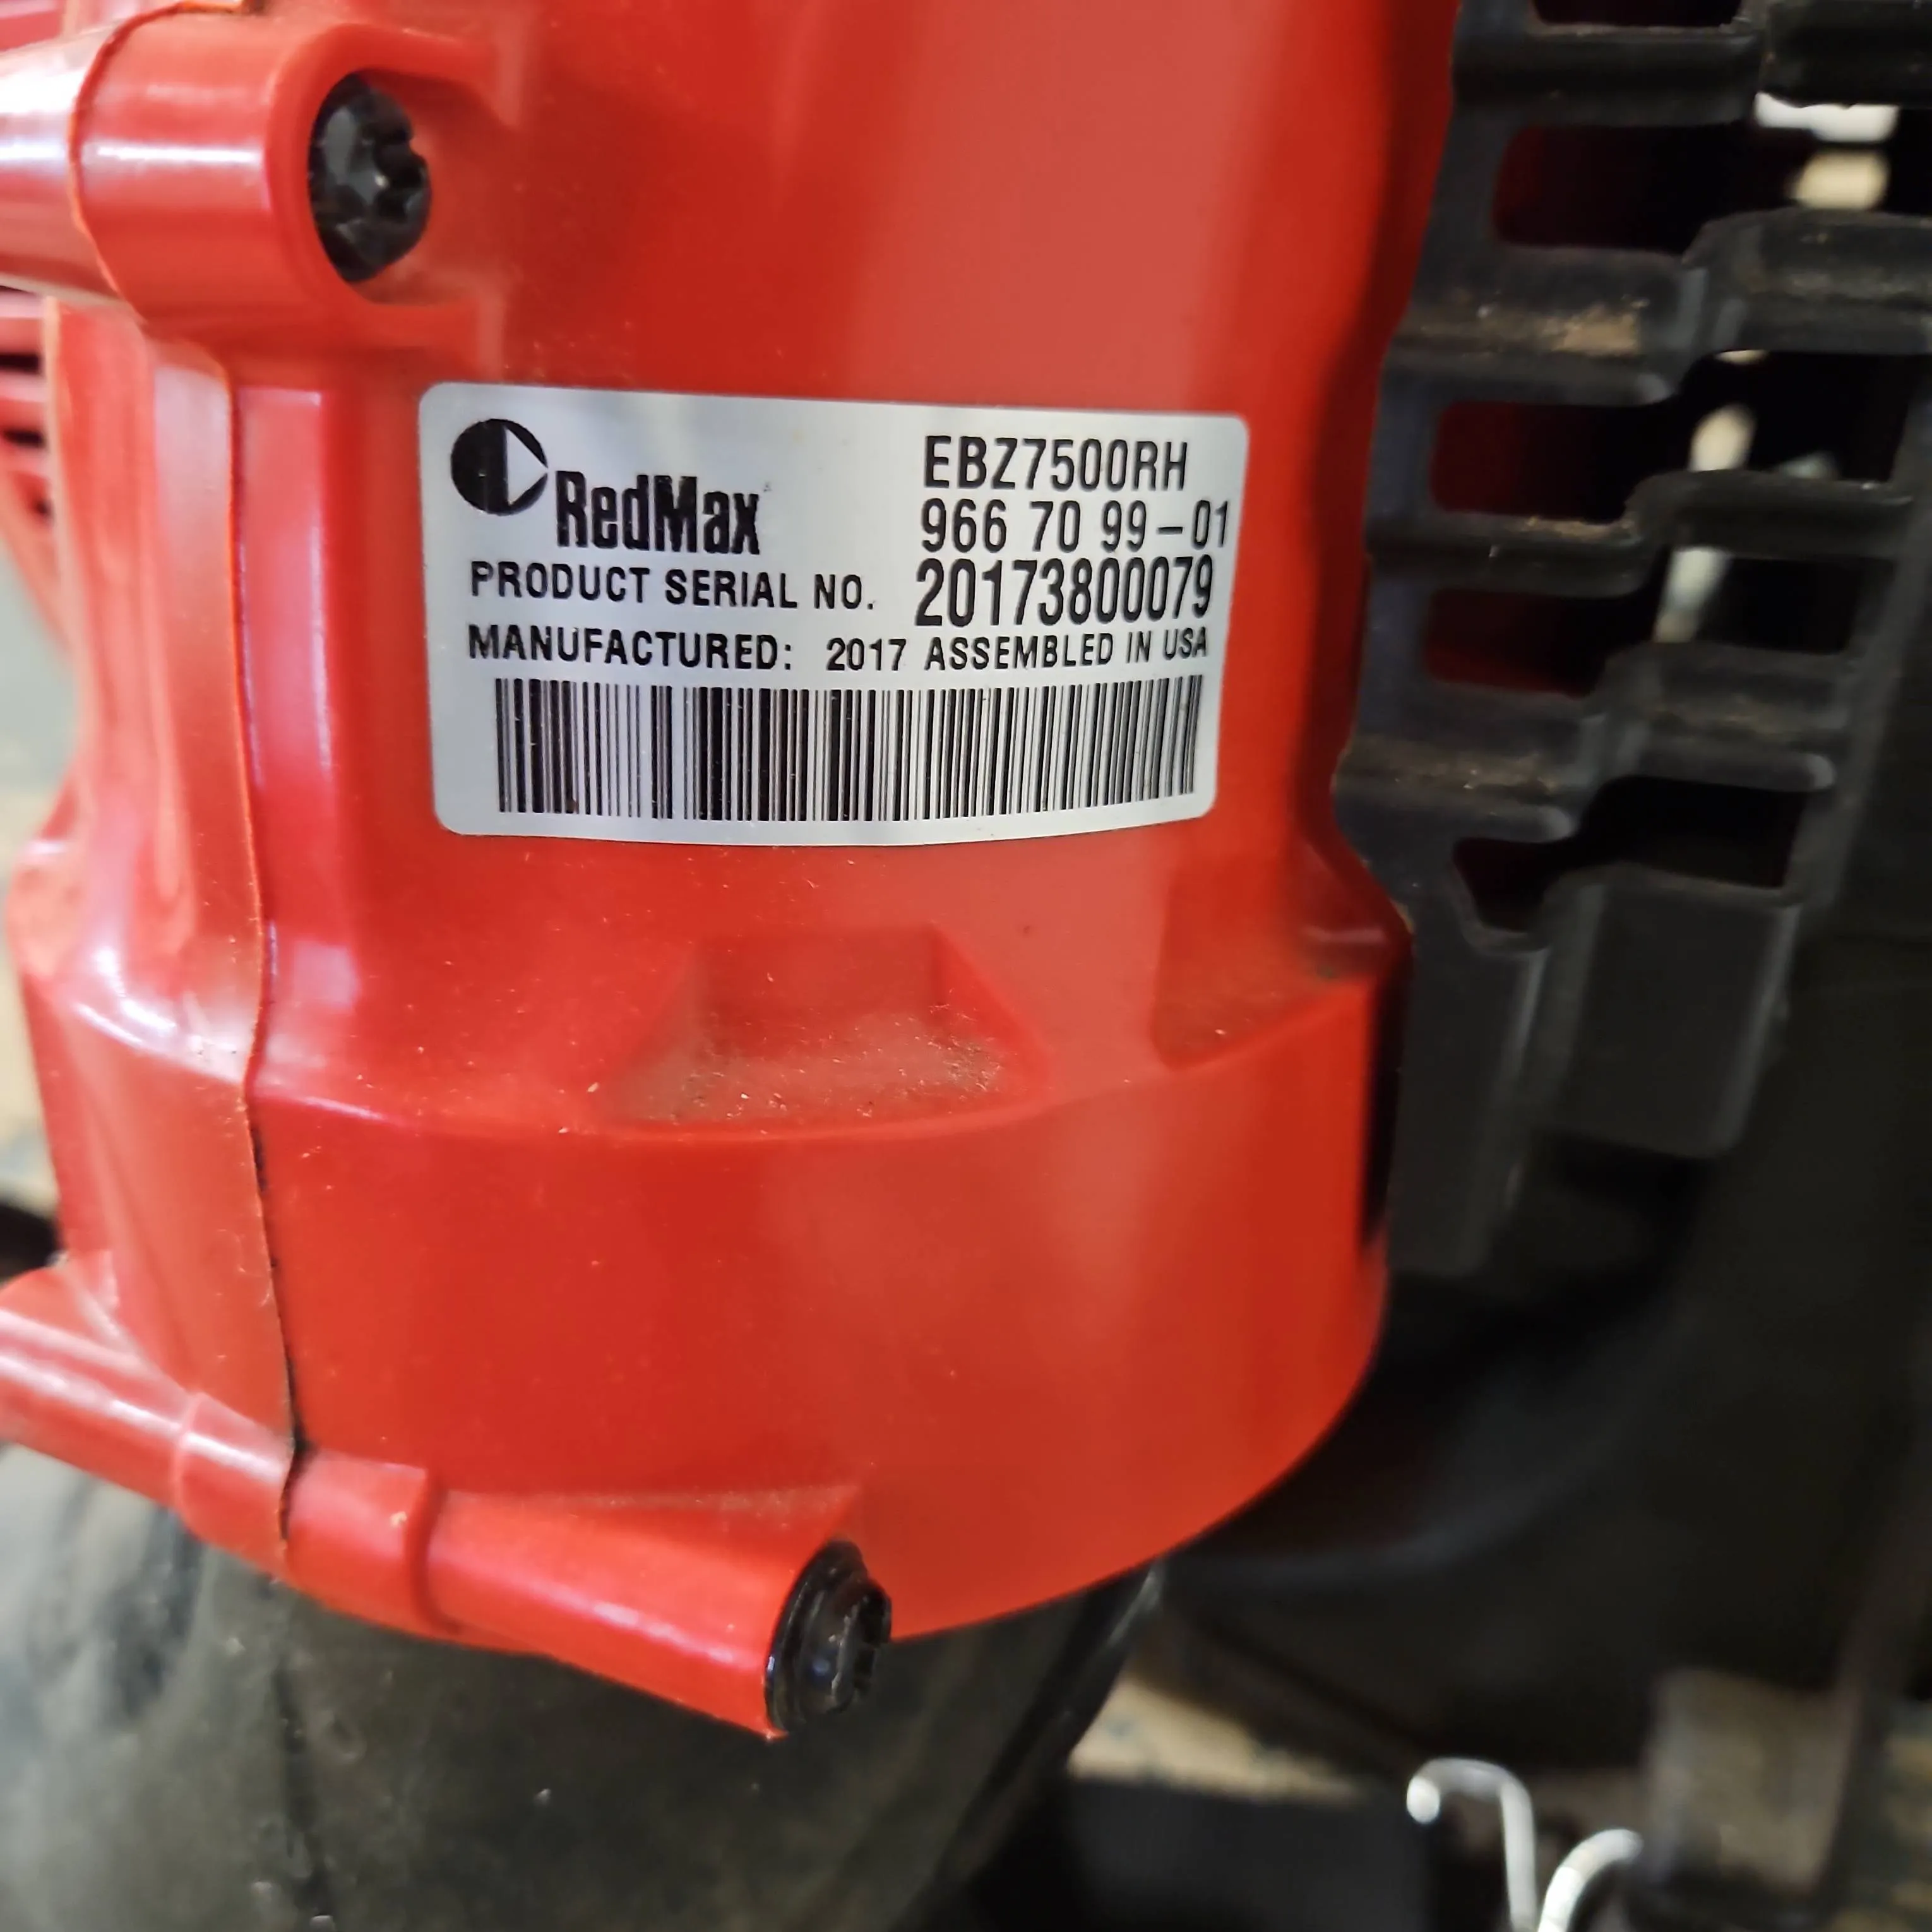 RedMax
EBZ7500RH
966 70 99-01
PRODUCT SERIAL NO. 20173800079
MANUFACTURED: 2017 ASSEMBLED IN USA